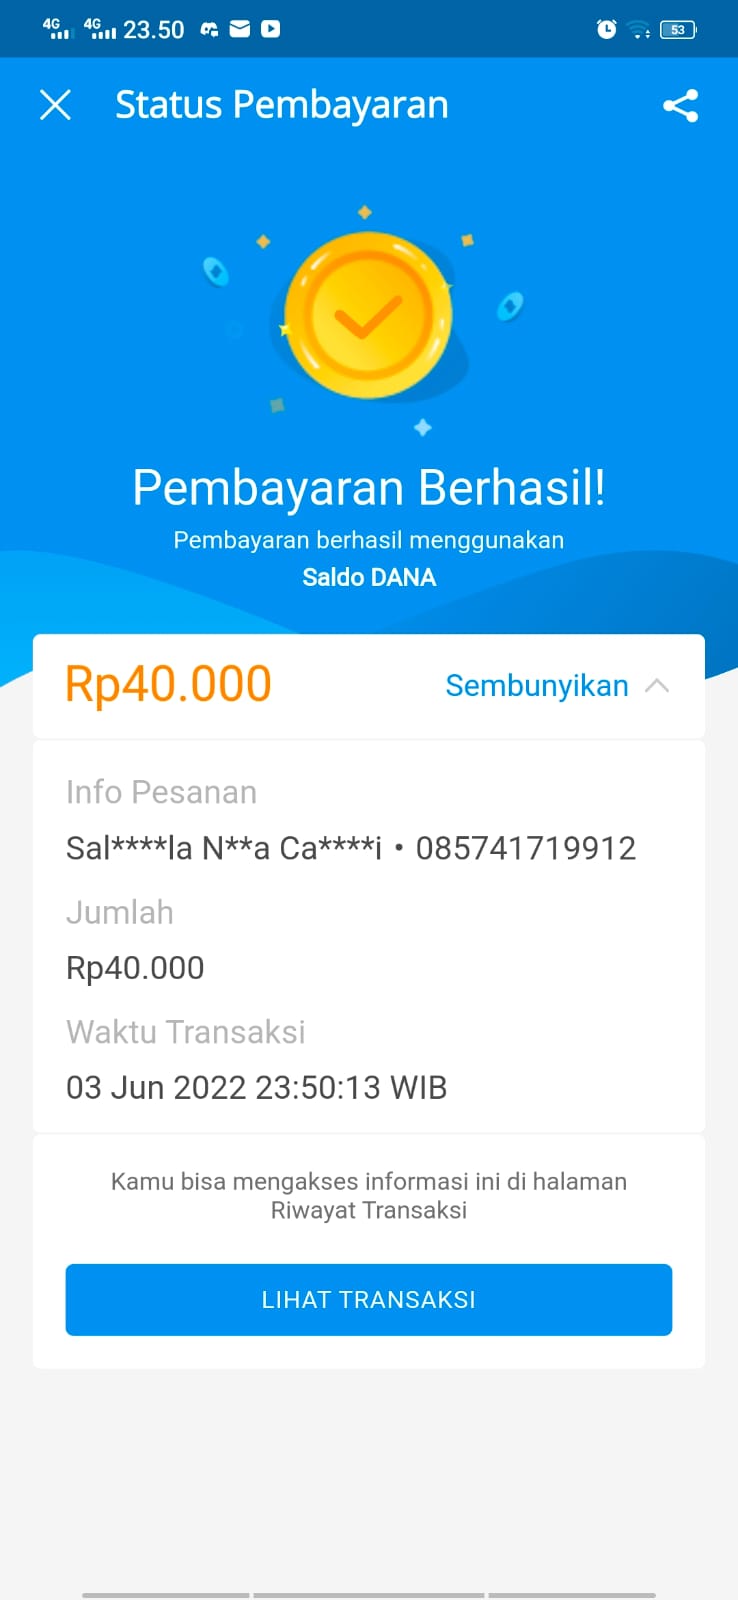 4G 4G 23.50 53
Status Pembayaran
Pembayaran Berhasil!
Pembayaran berhasil menggunakan
Saldo DANA
Rp40.000 Sembunyikan
Info Pesanan
Sal****la N**a Ca****i • 085741719912
Jumlah
Rp40.000
Waktu Transaksi
03 Jun 2022 23:50:13 WIB
Kamu bisa mengakses informasi ini di halaman
Riwayat Transaksi
LIHAT TRANSAKSI